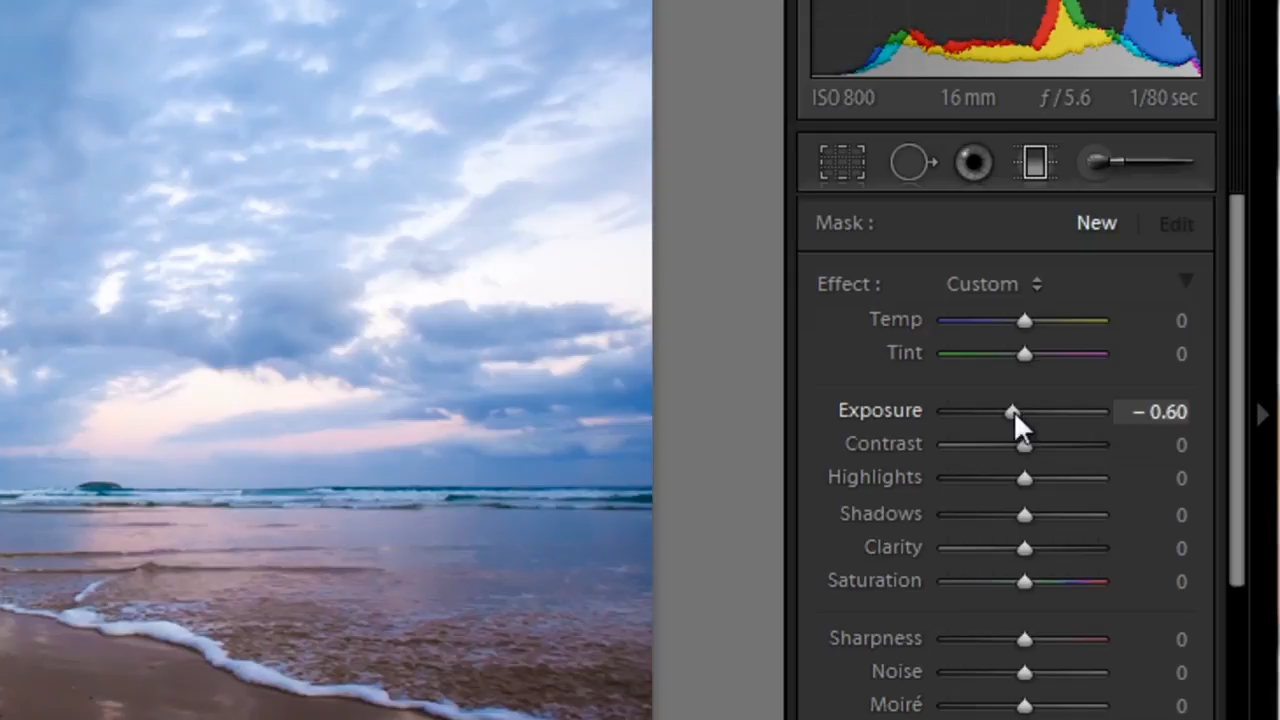 ISO 800 16 mm ƒ / 5.6 1/80 sec
Mask : New Edit
Effect : Custom
Temp 0
Tint 0
Exposure – 0.60
Contrast 0
Highlights 0
Shadows 0
Clarity 0
Saturation 0
Sharpness 0
Noise 0
Moiré 0